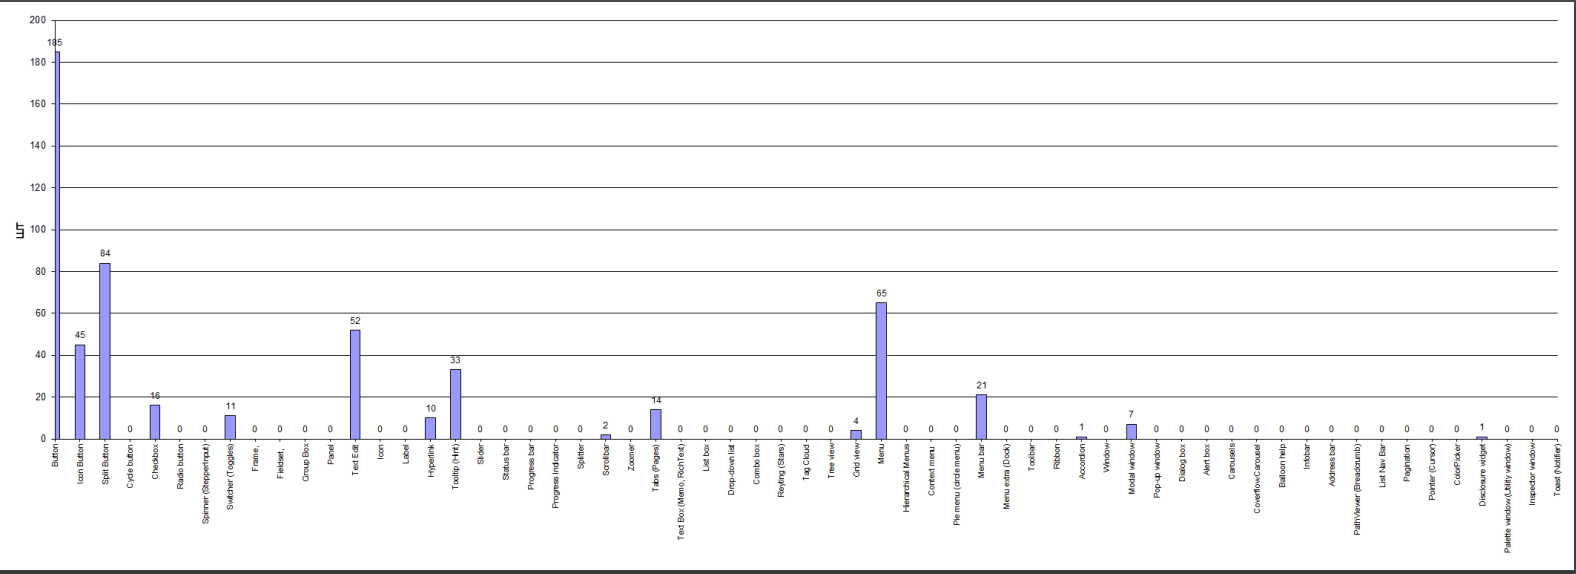 200
185
180
160
140
120
100
84
80
65
60
52
45
40
33
21
20
16
14
11
10
7
4
2
1
1
0
0 0 0 0 0 0 0 0 0 0 0 0 0 0 0 0 0 0 0 0 0 0 0 0 0 0 0 0 0 0 0 0 0 0 0 0 0 0 0 0 0 0 0 0 0
Button
Icon Button
Split Button
Cycle button
Checkbox
Radio button
Spinner (StepperInput)
Switcher (Toggles)
Frame,
Fieldset,
Group Box
Panel
Text Edit
Icon
Label
Hyperlink
Tooltip (Hint)
Slider
Status bar
Progress bar
Progress Indicator
Splitter
Scrollbar
Zoomer
Tabs (Pages)
Text Box (Memo, RichText)
List box
Drop-down list
Combo box
Reyting (Stars)
Tag Cloud
Tree view
Grid view
Menu
Hierarchical Menus
Context menu
Pie menu (circle menu)
Menu bar
Menu extra (Dock)
Toolbar
Ribbon
Accordion
Window
Modal window
Pop-up window
Dialog box
Alert box
Carousels
Coverflow/Carousel
Balloon help
Infobar
Address bar
PathViewer (Breadcrumb)
List Nav Bar
Pagination
Pointer (Cursor)
ColorPicker
Disclosure widget
Palette window (Utility window)
Inspector window
Toast (Notifier)